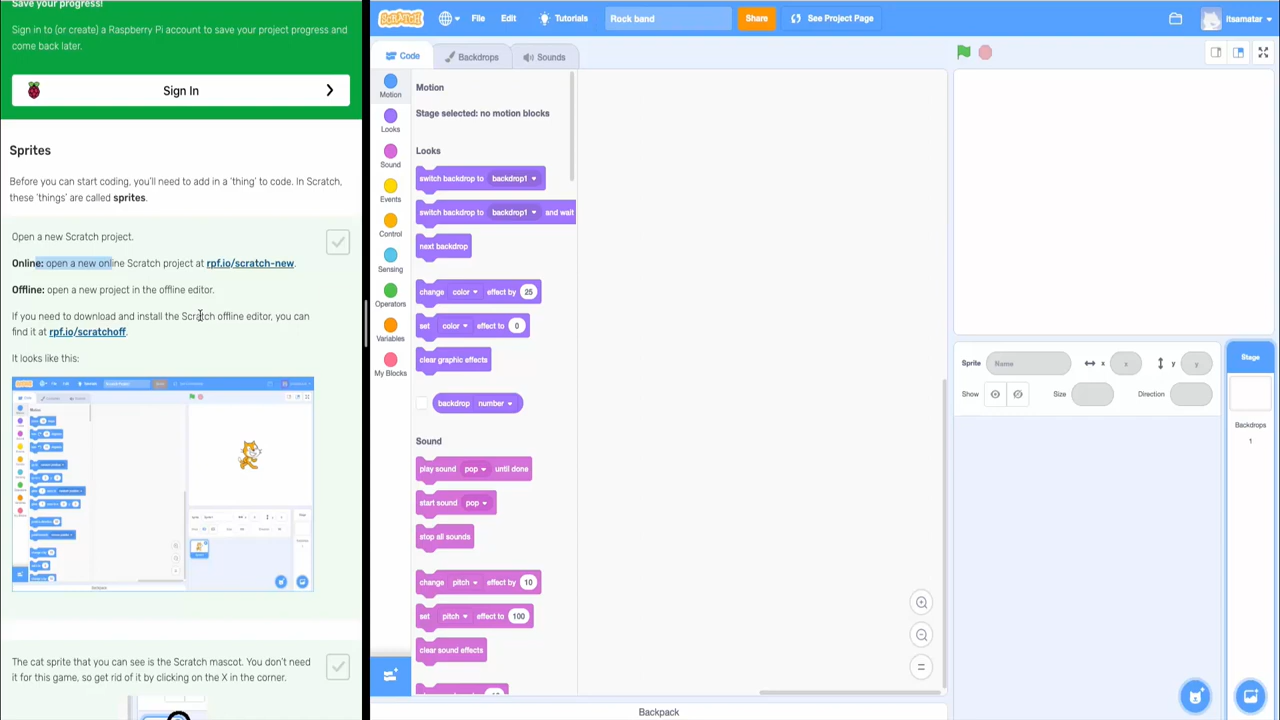 Save your progress!
Sign in to (or create) a Raspberry Pi account to save your project progress and
come back later.
Sign In
Sprites
Before you can start coding, you'll need to add in a 'thing' to code. In Scratch,
these 'things' are called sprites.
Open a new Scratch project.
Online: open a new online Scratch project at rpf.io/scratch-new.
Offline: open a new project in the offline editor.
If you need to download and install the Scratch offline editor, you can
find it at rpf.io/scratchoff.
It looks like this:
The cat sprite that you can see is the Scratch mascot. You don't need
it for this game, so get rid of it by clicking on the X in the corner.
SCRATCH
File
Edit
Tutorials
Rock band
Share
See Project Page
itsamatar
Code
Backdrops
Sounds
Motion
Looks
Sound
Events
Control
Sensing
Operators
Variables
My Blocks
Motion
Stage selected: no motion blocks
Looks
switch backdrop to backdrop1
switch backdrop to backdrop1 and wait
next backdrop
change color effect by 25
set color effect to 0
clear graphic effects
backdrop number
Sound
play sound pop until done
start sound pop
stop all sounds
change pitch effect by 10
set pitch effect to 100
clear sound effects
Backpack
Sprite Name x x y y
Show Size Direction
Stage
Backdrops
1